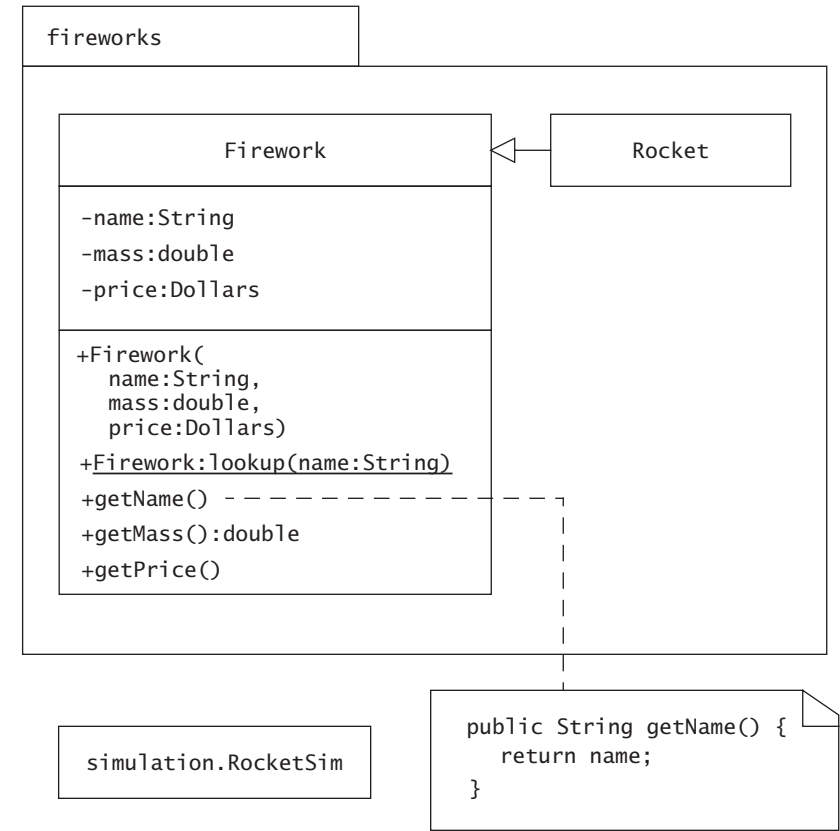 fireworks
Firework
Rocket
-name:String
-mass:double
-price:Dollars
+Firework(
name:String,
mass:double,
price:Dollars)
+Firework:lookup(name:String)
+getName()
+getMass():double
+getPrice()
simulation.RocketSim
public String getName() {
return name;
}